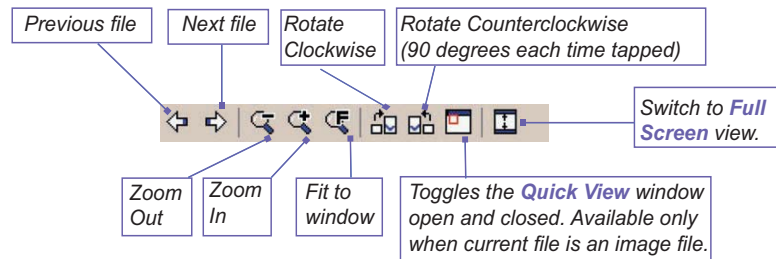 Previous file
Next file
Rotate
Clockwise
Rotate Counterclockwise
(90 degrees each time tapped)
F
Switch to Full
Screen view.
Zoom
Out
Zoom
In
Fit to
window
Toggles the Quick View window
open and closed. Available only
when current file is an image file.